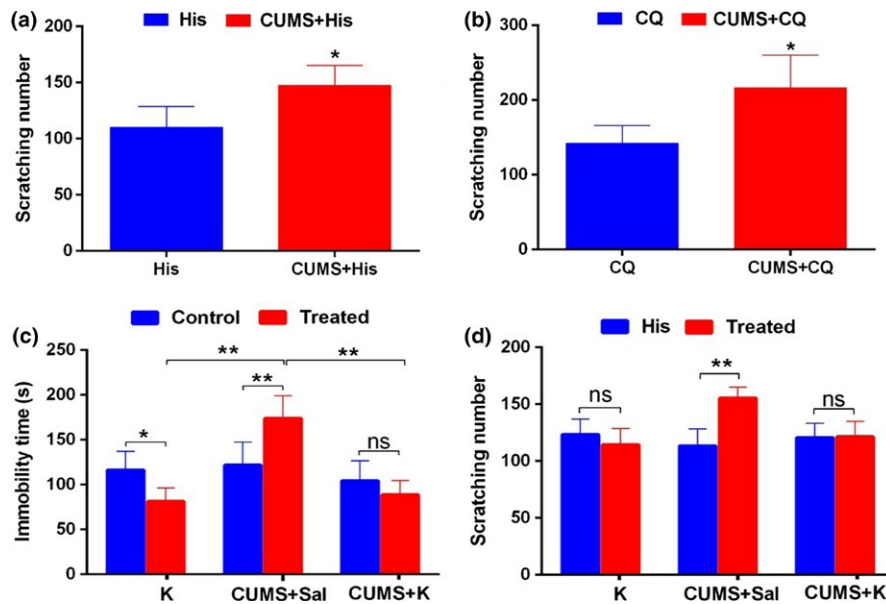 (a)
His CUMS+His
Scratching number
200
150
100
50
0
*
His CUMS+His
(b)
CQ CUMS+CQ
Scratching number
300
200
100
0
*
CQ CUMS+CQ
(c)
Control Treated
Immobility time (s)
250
200
150
100
50
0
** **
* ** ns
K CUMS+Sal CUMS+K
(d)
His Treated
Scratching number
200
150
100
50
0
ns ** ns
K CUMS+Sal CUMS+K